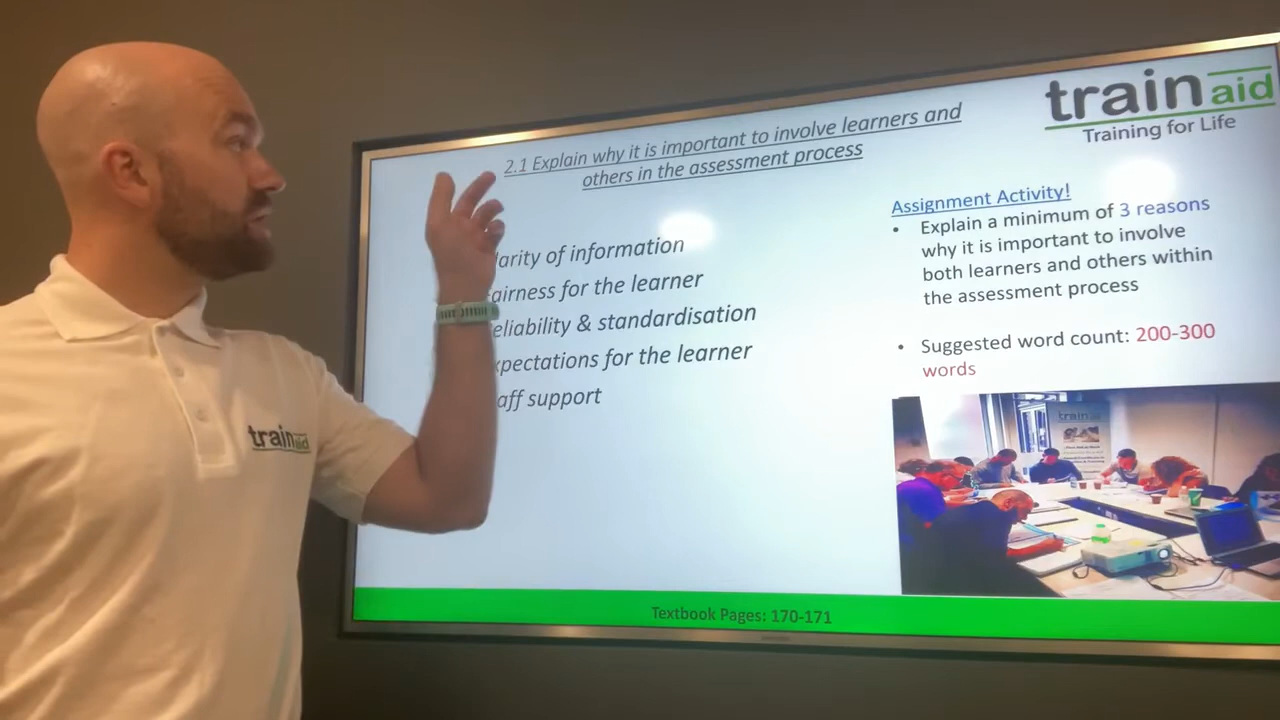 2.1 Explain why it is important to involve learners and
others in the assessment process
train aid
Training for Life
arity of information
airness for the learner
eliability & standardisation
xpectations for the learner
aff support
Assignment Activity!
• Explain a minimum of 3 reasons
why it is important to involve
both learners and others within
the assessment process
• Suggested word count: 200-300
words
train aid
Textbook Pages: 170-171
trainaid